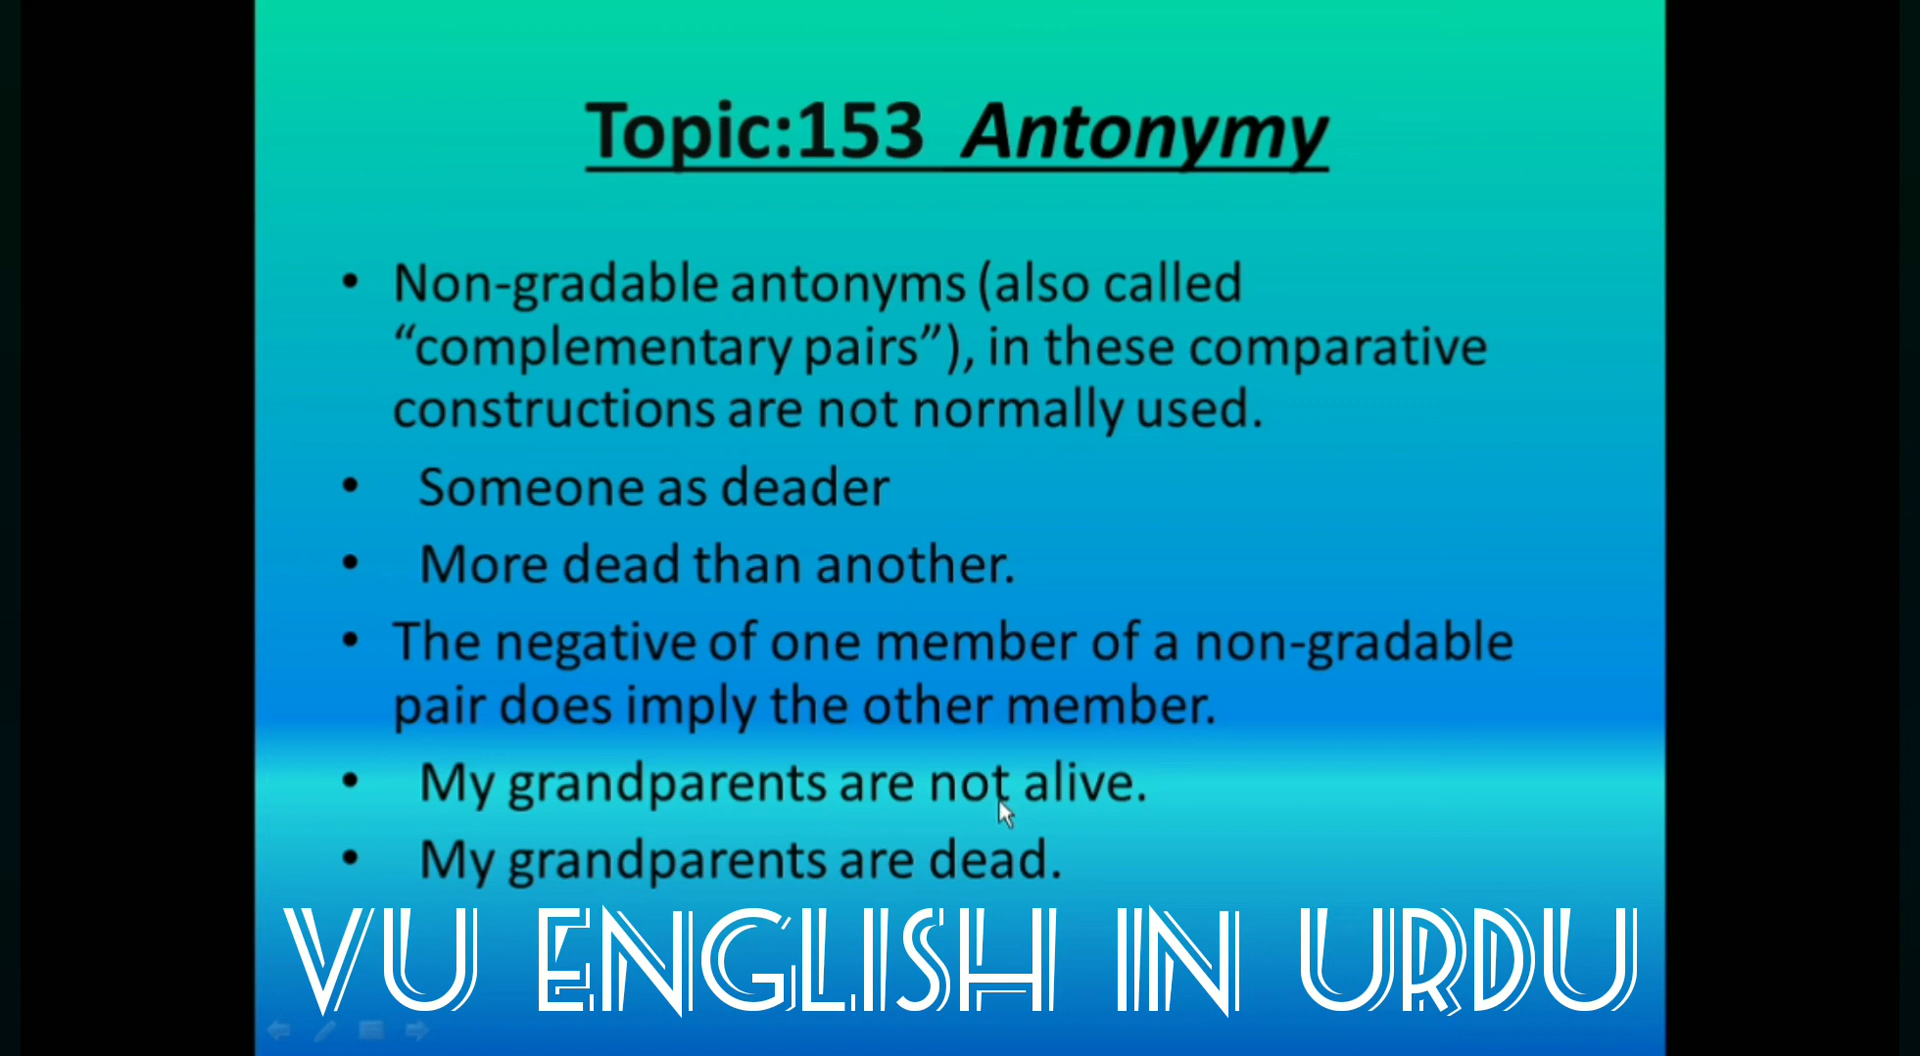 Topic:153 Antonymy
• Non-gradable antonyms (also called
“complementary pairs”), in these comparative
constructions are not normally used.
• Someone as deader
• More dead than another.
• The negative of one member of a non-gradable
pair does imply the other member.
• My grandparents are not alive.
• My grandparents are dead.
VU ENGLISH IN URDU